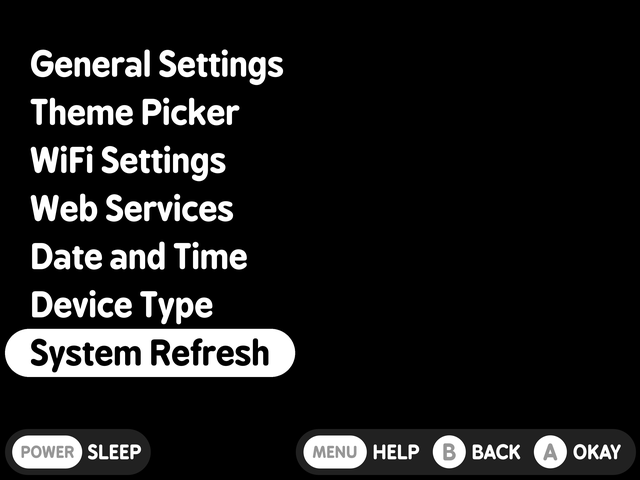 General Settings
Theme Picker
WiFi Settings
Web Services
Date and Time
Device Type
System Refresh
POWER SLEEP MENU HELP B BACK A OKAY